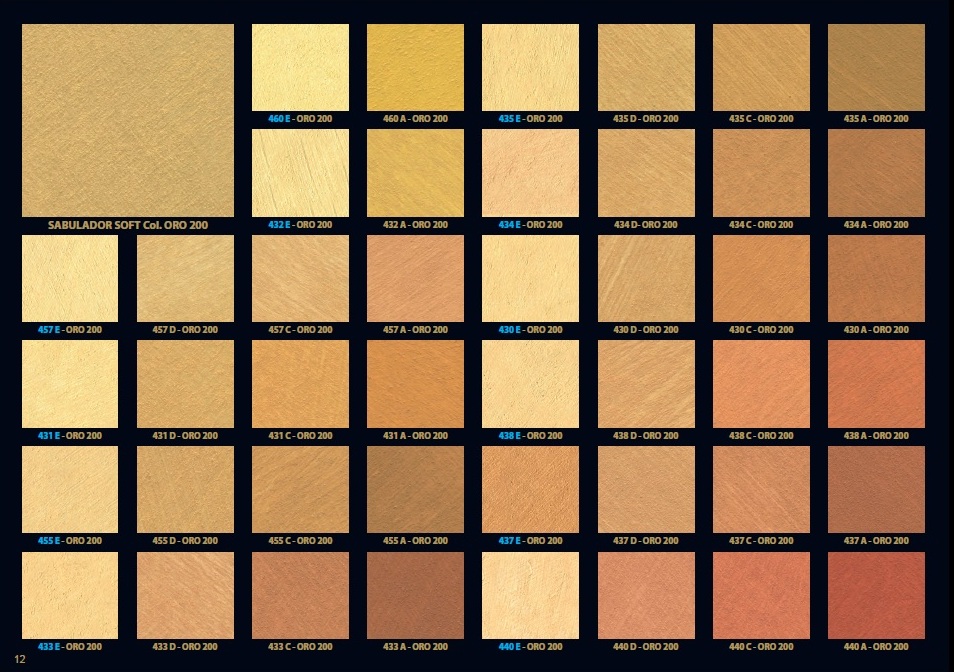 460 E - ORO 200
460 A - ORO 200
435 E - ORO 200
435 D - ORO 200
435 C - ORO 200
435 A - ORO 200
SABULADOR SOFT Col. ORO 200
432 E - ORO 200
432 A - ORO 200
434 E - ORO 200
434 D- ORO 200
434 C - ORO 200
434 A - ORO 200
457 E - ORO 200
457 D - ORO 200
457 C - ORO 200
457 A - ORO 200
430 E - ORO 200
430 D - ORO 200
430 C - ORO 200
430 A - ORO 200
431 E - ORO 200
431 D - ORO 200
431 C - ORO 200
431 A - ORO 200
438 E - ORO 200
438 D - ORO 200
438 C - ORO 200
438 A - ORO 200
455 E - ORO 200
455 D - ORO 200
455 C - ORO 200
455 A - ORO 200
437 E - ORO 200
437 D - ORO 200
437 C - ORO 200
437 A - ORO 200
433 E - ORO 200
433 D - ORO 200
433 C - ORO 200
433 A - ORO 200
440 E - ORO 200
440 D - ORO 200
440 C - ORO 200
440 A - ORO 200
12